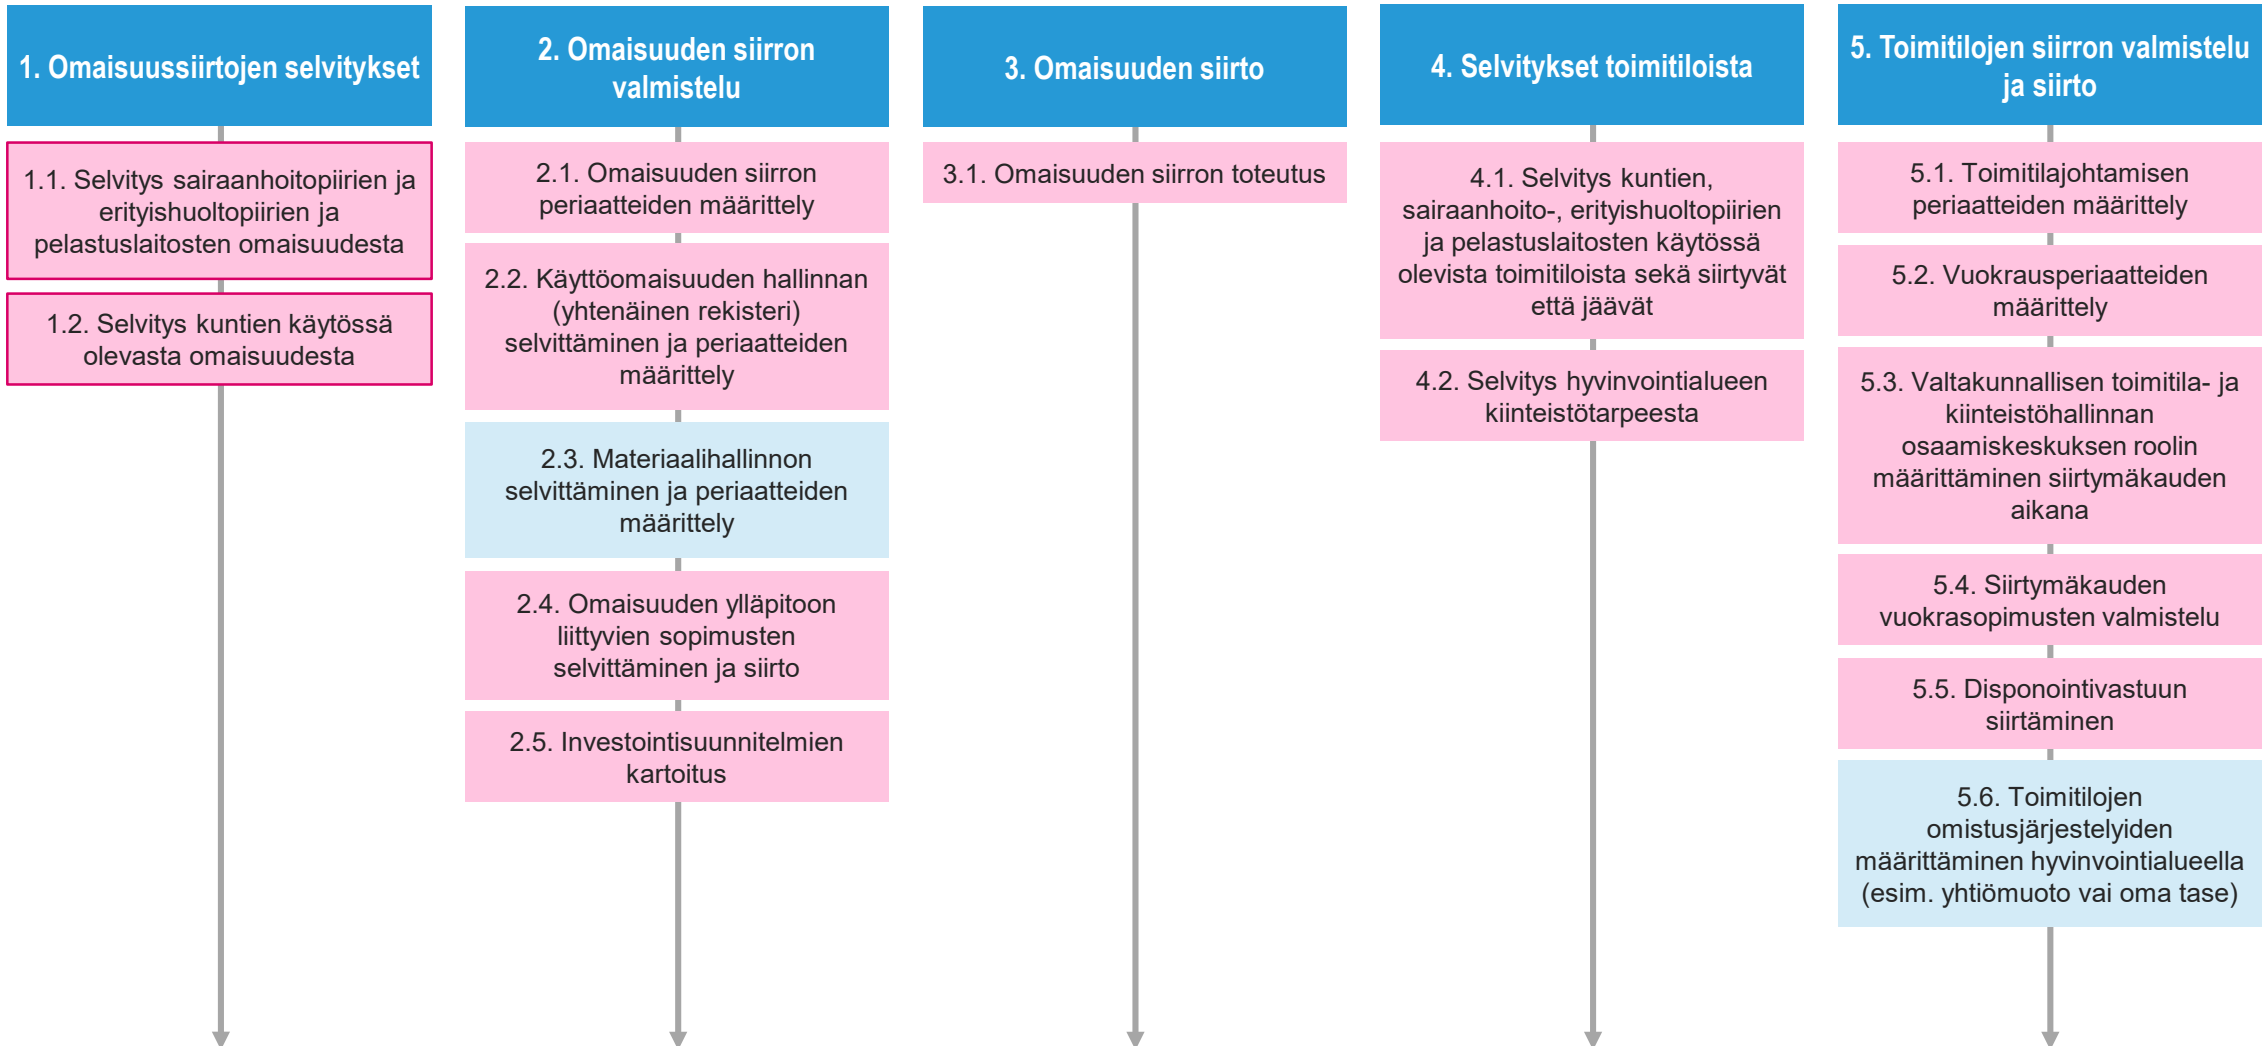 1. Omaisuussiirtojen selvitykset
1.1. Selvitys sairaanhoitopiirien ja
erityishuoltopiirien ja
pelastuslaitosten omaisuudesta
1.2. Selvitys kuntien käytössä
olevasta omaisuudesta
2. Omaisuuden siirron
valmistelu
2.1. Omaisuuden siirron
periaatteiden määrittely
2.2. Käyttöomaisuuden hallinnan
(yhtenäinen rekisteri)
selvittäminen ja periaatteiden
määrittely
2.3. Materiaalihallinnon
selvittäminen ja periaatteiden
määrittely
2.4. Omaisuuden ylläpitoon
liittyvien sopimusten
selvittäminen ja siirto
2.5. Investointisuunnitelmien
kartoitus
3. Omaisuuden siirto
3.1. Omaisuuden siirron toteutus
4. Selvitykset toimitiloista
4.1. Selvitys kuntien,
sairaanhoito-, erityishuoltopiirien
ja pelastuslaitosten käytössä
olevista toimitiloista sekä siirtyvät
että jäävät
4.2. Selvitys hyvinvointialueen
kiinteistötarpeesta
5. Toimitilojen siirron valmistelu
ja siirto
5.1. Toimitilajohtamisen
periaatteiden määrittely
5.2. Vuokrausperiaatteiden
määrittely
5.3. Valtakunnallisen toimitila- ja
kiinteistöhallinnan
osaamiskeskuksen roolin
määrittäminen siirtymäkauden
aikana
5.4. Siirtymäkauden
vuokrasopimusten valmistelu
5.5. Disponointivastuun
siirtäminen
5.6. Toimitilojen
omistusjärjestelyiden
määrittäminen hyvinvointialueella
(esim. yhtiömuoto vai oma tase)